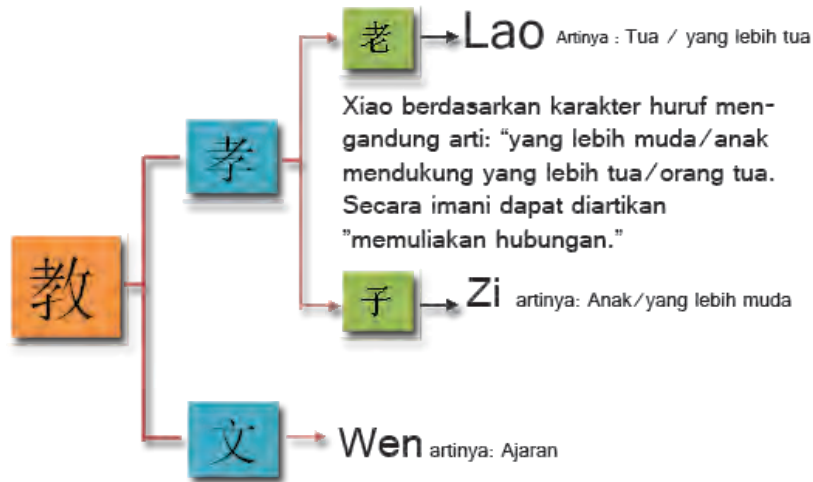 老 Lao Artinya : Tua / yang lebih tua
Xiao berdasarkan karakter huruf men-
gandung arti: “yang lebih muda/anak
mendukung yang lebih tua/orang tua.
Secara imani dapat diartikan
”memuliakan hubungan.”
孝
教
子 Zi artinya: Anak/yang lebih muda
文 Wen artinya: Ajaran